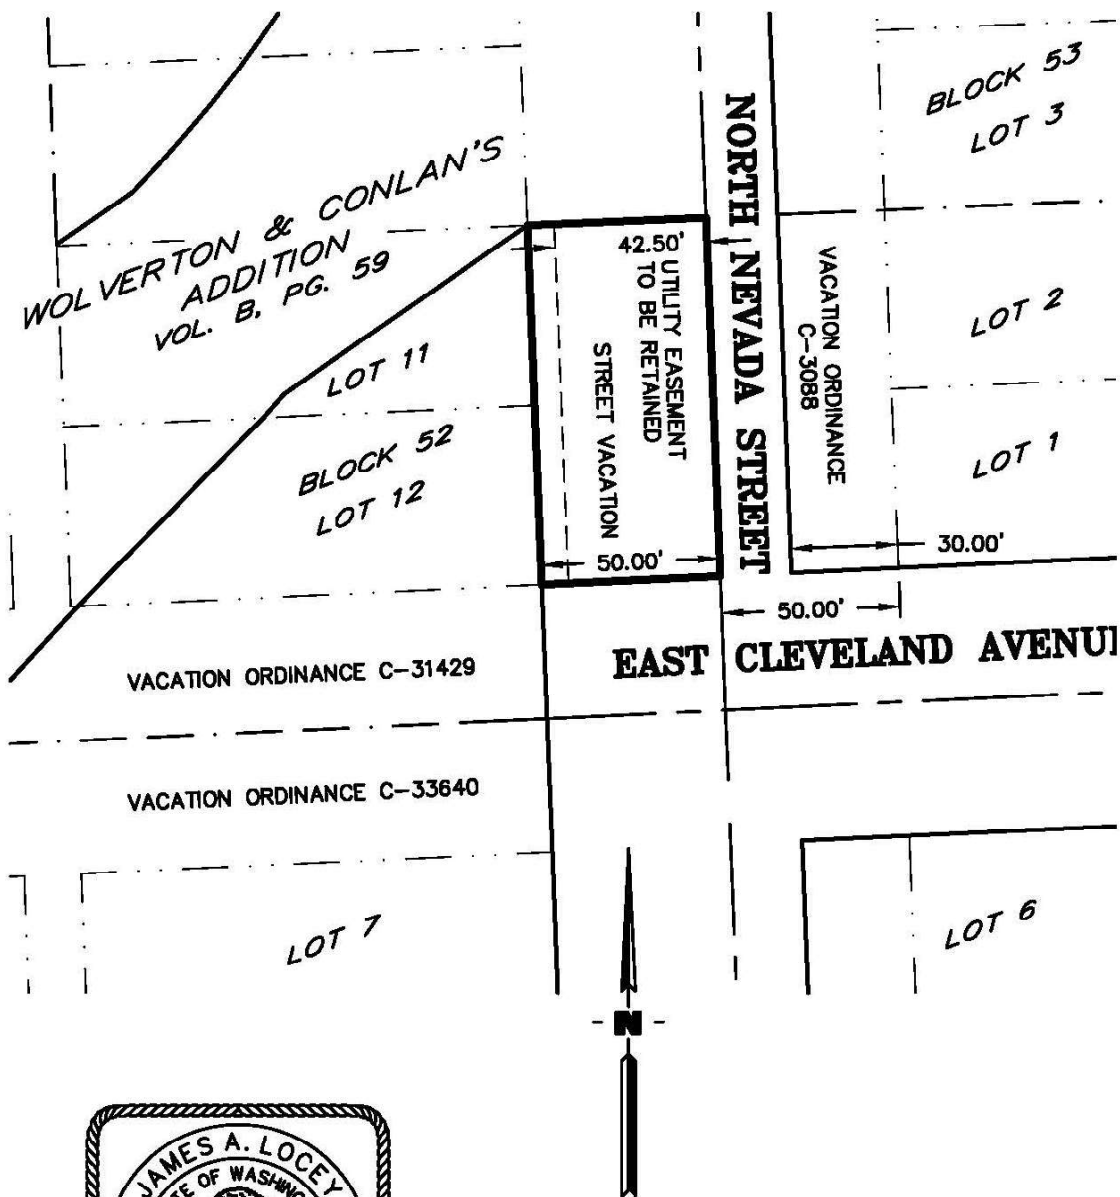 BLOCK 53
LOT 3
WOLVERTON & CONLAN'S
ADDITION
VOL. B, PG. 59
NORTH NEVADA STREET
42.50'
UTILITY EASEMENT
TO BE RETAINED
STREET VACATION
VACATION ORDINANCE
C-3088
LOT 2
LOT 11
BLOCK 52
LOT 12
LOT 1
50.00'
30.00'
50.00'
EAST CLEVELAND AVENU
VACATION ORDINANCE C-31429
VACATION ORDINANCE C-33640
LOT 7
LOT 6
N
JAMES A. LOCEY
OF WASHING